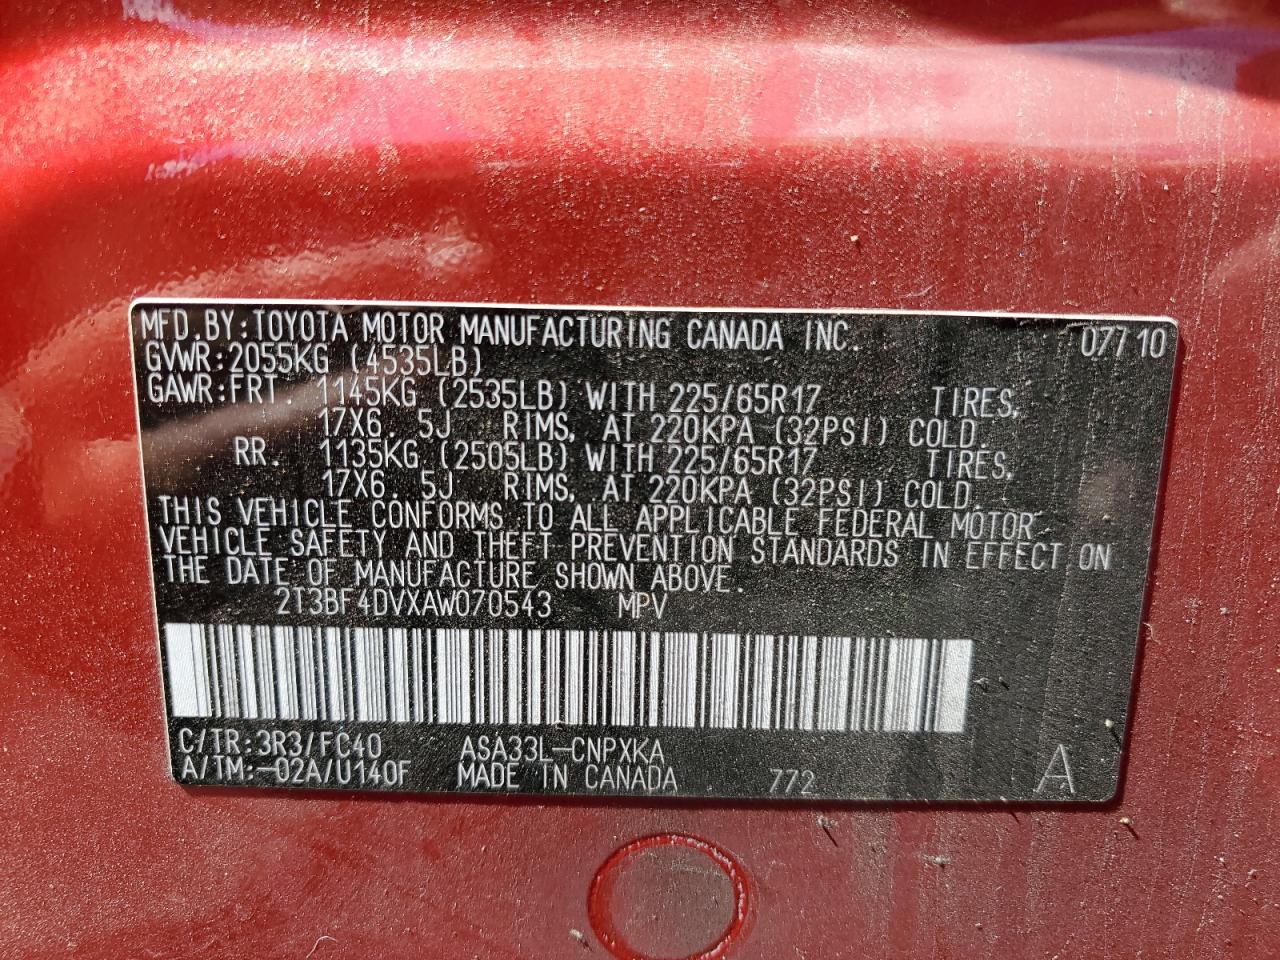 MFD.BY:TOYOTA MOTOR MANUFACTURING CANADA INC. 07/10
GVWR:2055KG (4535LB)
GAWR:FRT. 1145KG (2535LB) WITH 225/65R17 TIRES,
17X6.5J RIMS, AT 220KPA (32PSI) COLD.
RR. 1135KG (2505LB) WITH 225/65R17 TIRES,
17X6.5J RIMS, AT 220KPA (32PSI) COLD.
THIS VEHICLE CONFORMS TO ALL APPLICABLE FEDERAL MOTOR
VEHICLE SAFETY AND THEFT PREVENTION STANDARDS IN EFFECT ON
THE DATE OF MANUFACTURE SHOWN ABOVE.
2T3BF4DVXAW070543 MPV
C/TR:3R3/FC40 ASA33L-CNPXKA
A/TM:-02A/U140F MADE IN CANADA 772 A